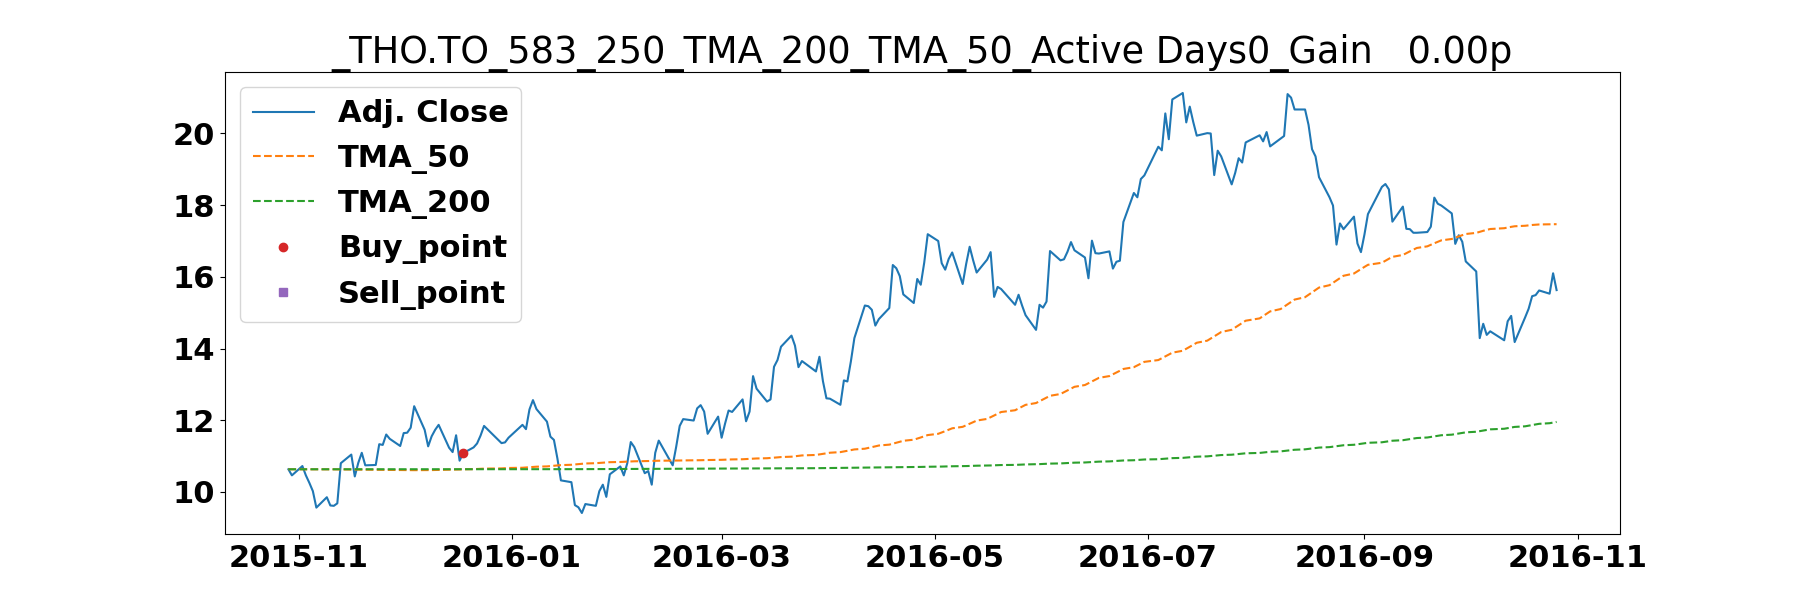 _THO.TO_583_250_TMA_200_TMA_50_Active Days0_Gain   0.00p
Adj. Close
TMA_50
TMA_200
Buy_point
Sell_point
20
18
16
14
12
10
2015-11 2016-01 2016-03 2016-05 2016-07 2016-09 2016-11